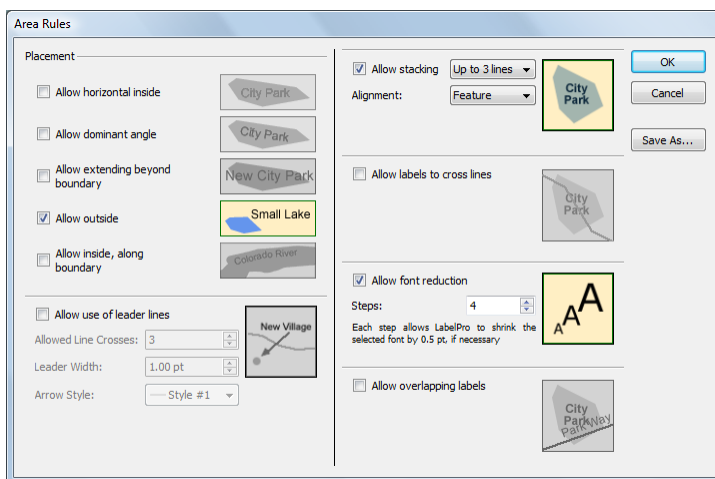 Area Rules
Placement
Allow horizontal inside
City Park
Allow dominant angle
City Park
Allow extending beyond
boundary
New City Park
Allow outside
Small Lake
Allow inside, along
boundary
Colorado River
Allow use of leader lines
New Village
Allowed Line Crosses:
3
Leader Width:
1.00 pt
Arrow Style:
Style #1
Allow stacking
Up to 3 lines
Alignment:
Feature
City
Park
Allow labels to cross lines
City
Park
Allow font reduction
Steps:
4
Each step allows LabelPro to shrink the
selected font by 0.5 pt, if necessary
A A A
Allow overlapping labels
City
Park
Park Way
OK
Cancel
Save As...